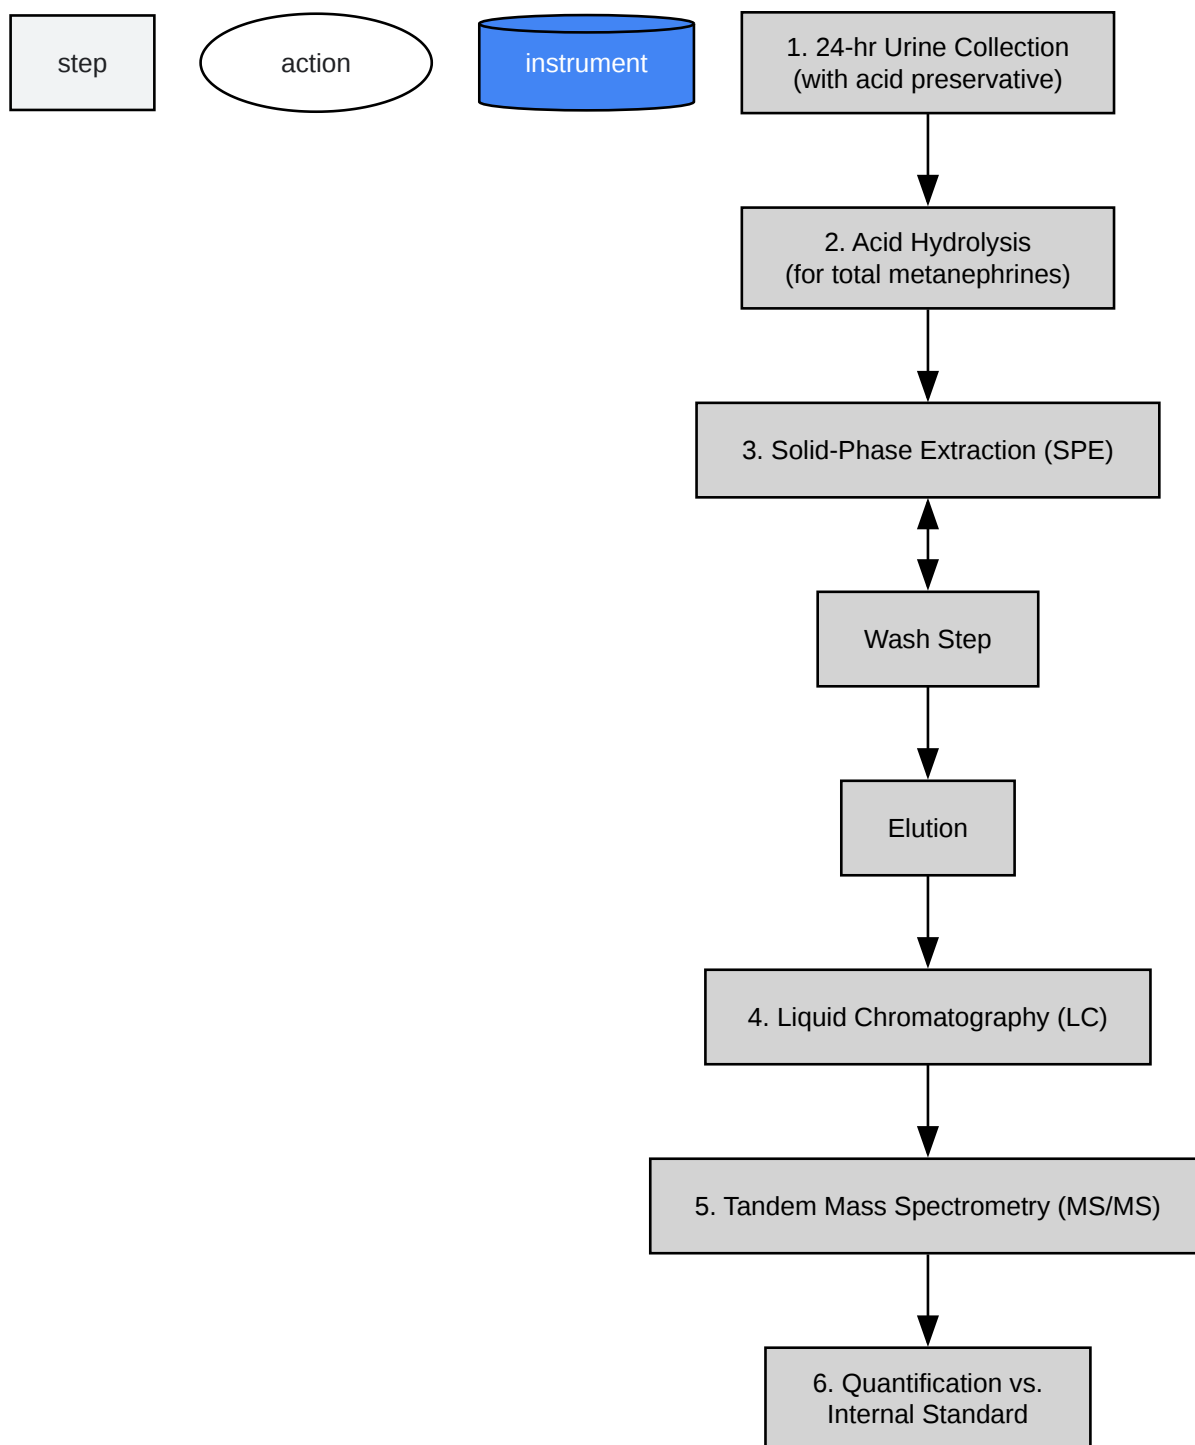 step
action
instrument
1. 24-hr Urine Collection
(with acid preservative)
2. Acid Hydrolysis
(for total metanephrines)
3. Solid-Phase Extraction (SPE)
Wash Step
Elution
4. Liquid Chromatography (LC)
5. Tandem Mass Spectrometry (MS/MS)
6. Quantification vs.
Internal Standard